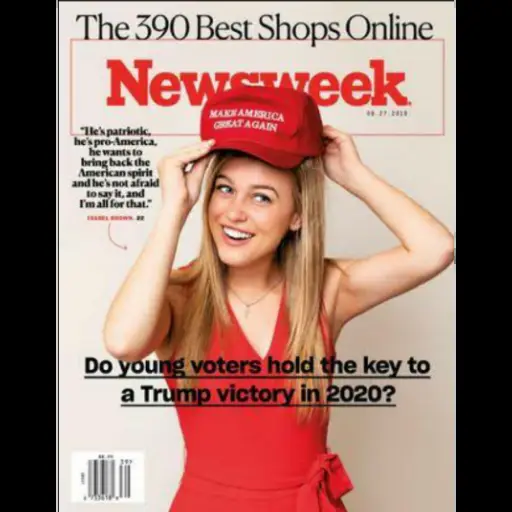 The 390 Best Shops Online
Newsweek
09.27.2019
"He's patriotic,
he's pro-America,
he wants to
bring back the
American spirit
and he's not afraid
to say it, and
I'm all for that."
ISABEL BROWN, 22
MAKE AMERICA
GREAT AGAIN
Do young voters hold the key to
a Trump victory in 2020?